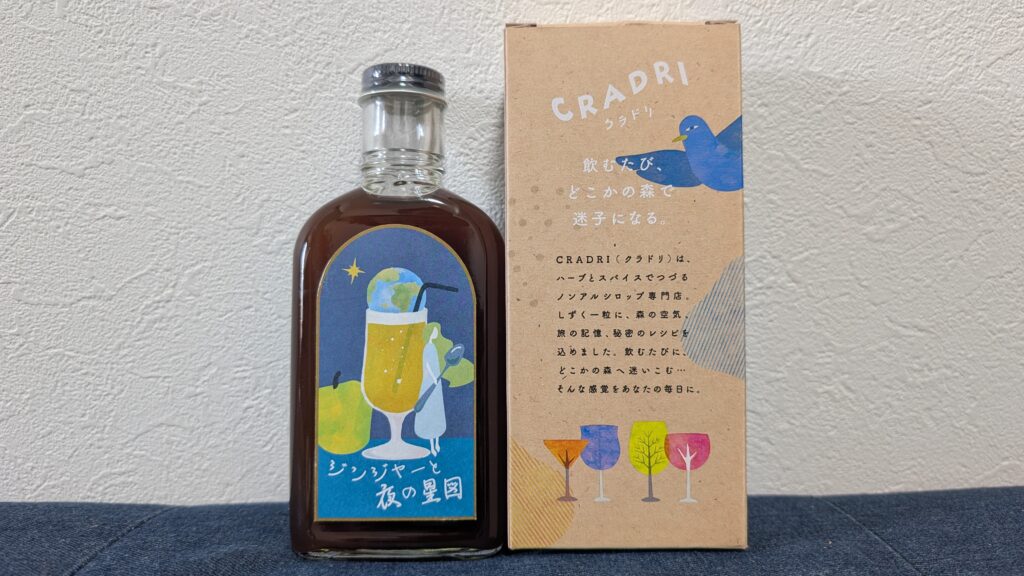 ジンジャーと
夜の星図
CRADRI
クラドリ
飲むたび、
どこかの森で
迷子になる。
CRADRI（クラドリ）は、
ハーブとスパイスでつづる
ノンアルシロップ専門店。
しずく一粒に、森の空気、
旅の記憶、秘密のレシピを
込めました。飲むたびに、
どこかの森へ迷いこむ…
そんな感覚をあなたの毎日に。